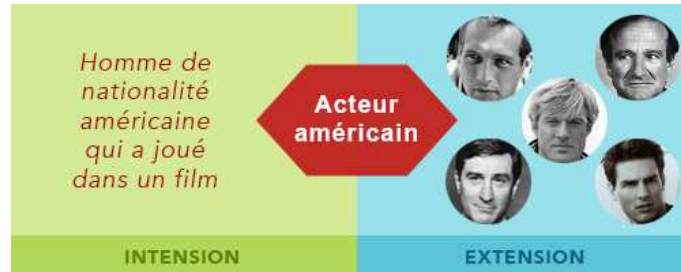 Homme de
nationalité
américaine
qui a joué
dans un film
Acteur
américain
INTENSION
EXTENSION